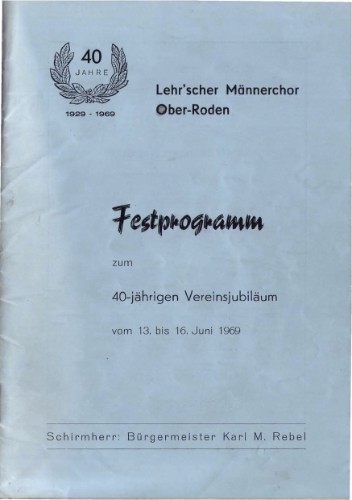 40
JAHRE
1929 - 1969
Lehr'scher Männerchor
Ober-Roden
Festprogramm
zum
40-jährigen Vereinsjubiläum
vom 13. bis 16. Juni 1969
Schirmherr: Bürgermeister Karl M. Rebel